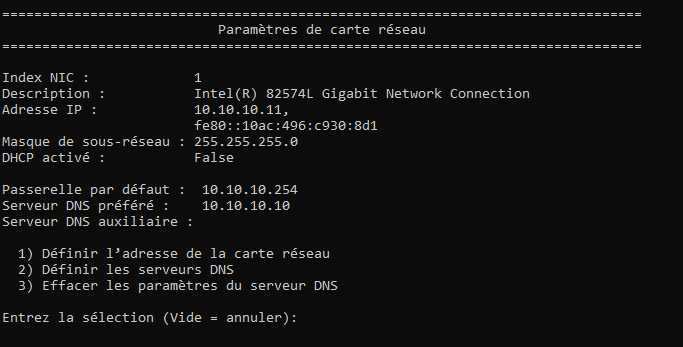 ================================================================================
Paramètres de carte réseau
================================================================================
Index NIC : 1
Description : Intel(R) 82574L Gigabit Network Connection
Adresse IP : 10.10.10.11,
fe80::10ac:496:c930:8d1
Masque de sous-réseau : 255.255.255.0
DHCP activé : False
Passerelle par défaut : 10.10.10.254
Serveur DNS préféré : 10.10.10.10
Serveur DNS auxiliaire :
1) Définir l’adresse de la carte réseau
2) Définir les serveurs DNS
3) Effacer les paramètres du serveur DNS
Entrez la sélection (Vide = annuler):